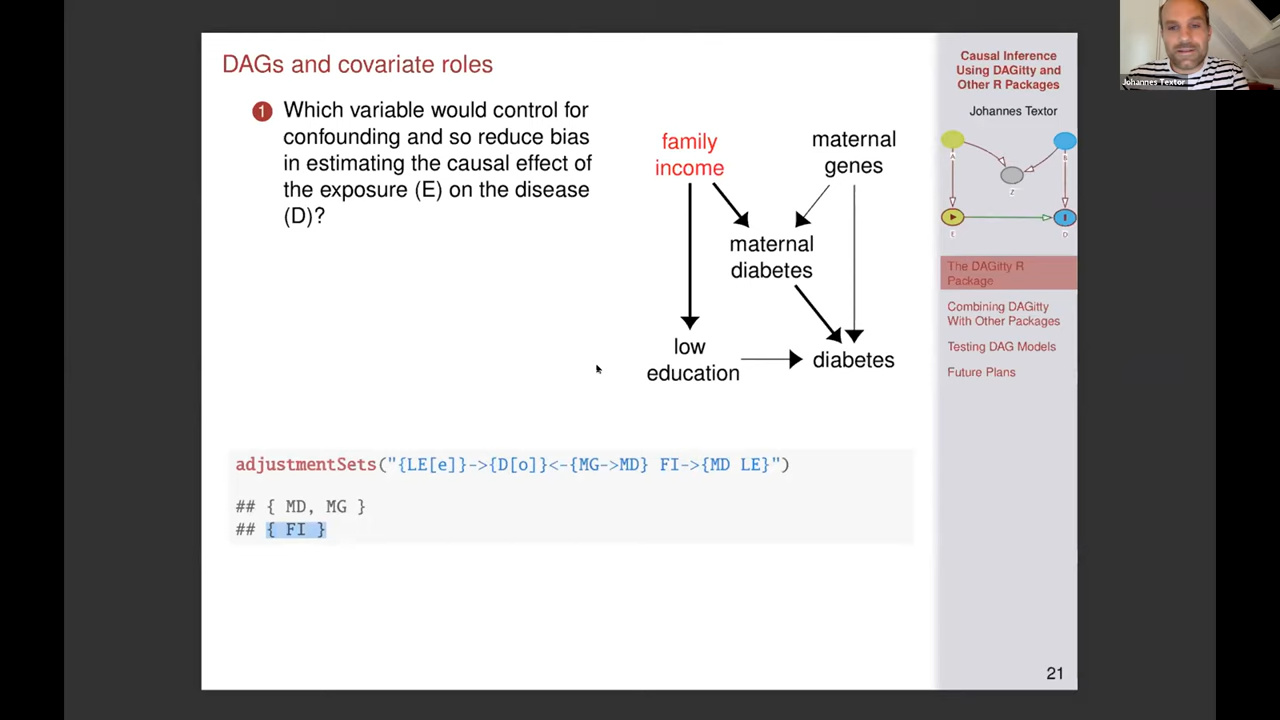 DAGs and covariate roles
1 Which variable would control for
confounding and so reduce bias
in estimating the causal effect of
the exposure (E) on the disease
(D)?
family
income
maternal
genes
maternal
diabetes
low
education
diabetes
adjustmentSets("{LE[e]}->{D[o]}<-{MG->MD} FI->{MD LE}")
## { MD, MG }
## { FI }
Causal Inference
Using DAGitty and
Other R Packages
Johannes Textor
A
B
Z
E
D
The DAGitty R
Package
Combining DAGitty
With Other Packages
Testing DAG Models
Future Plans
21
Johannes Textor